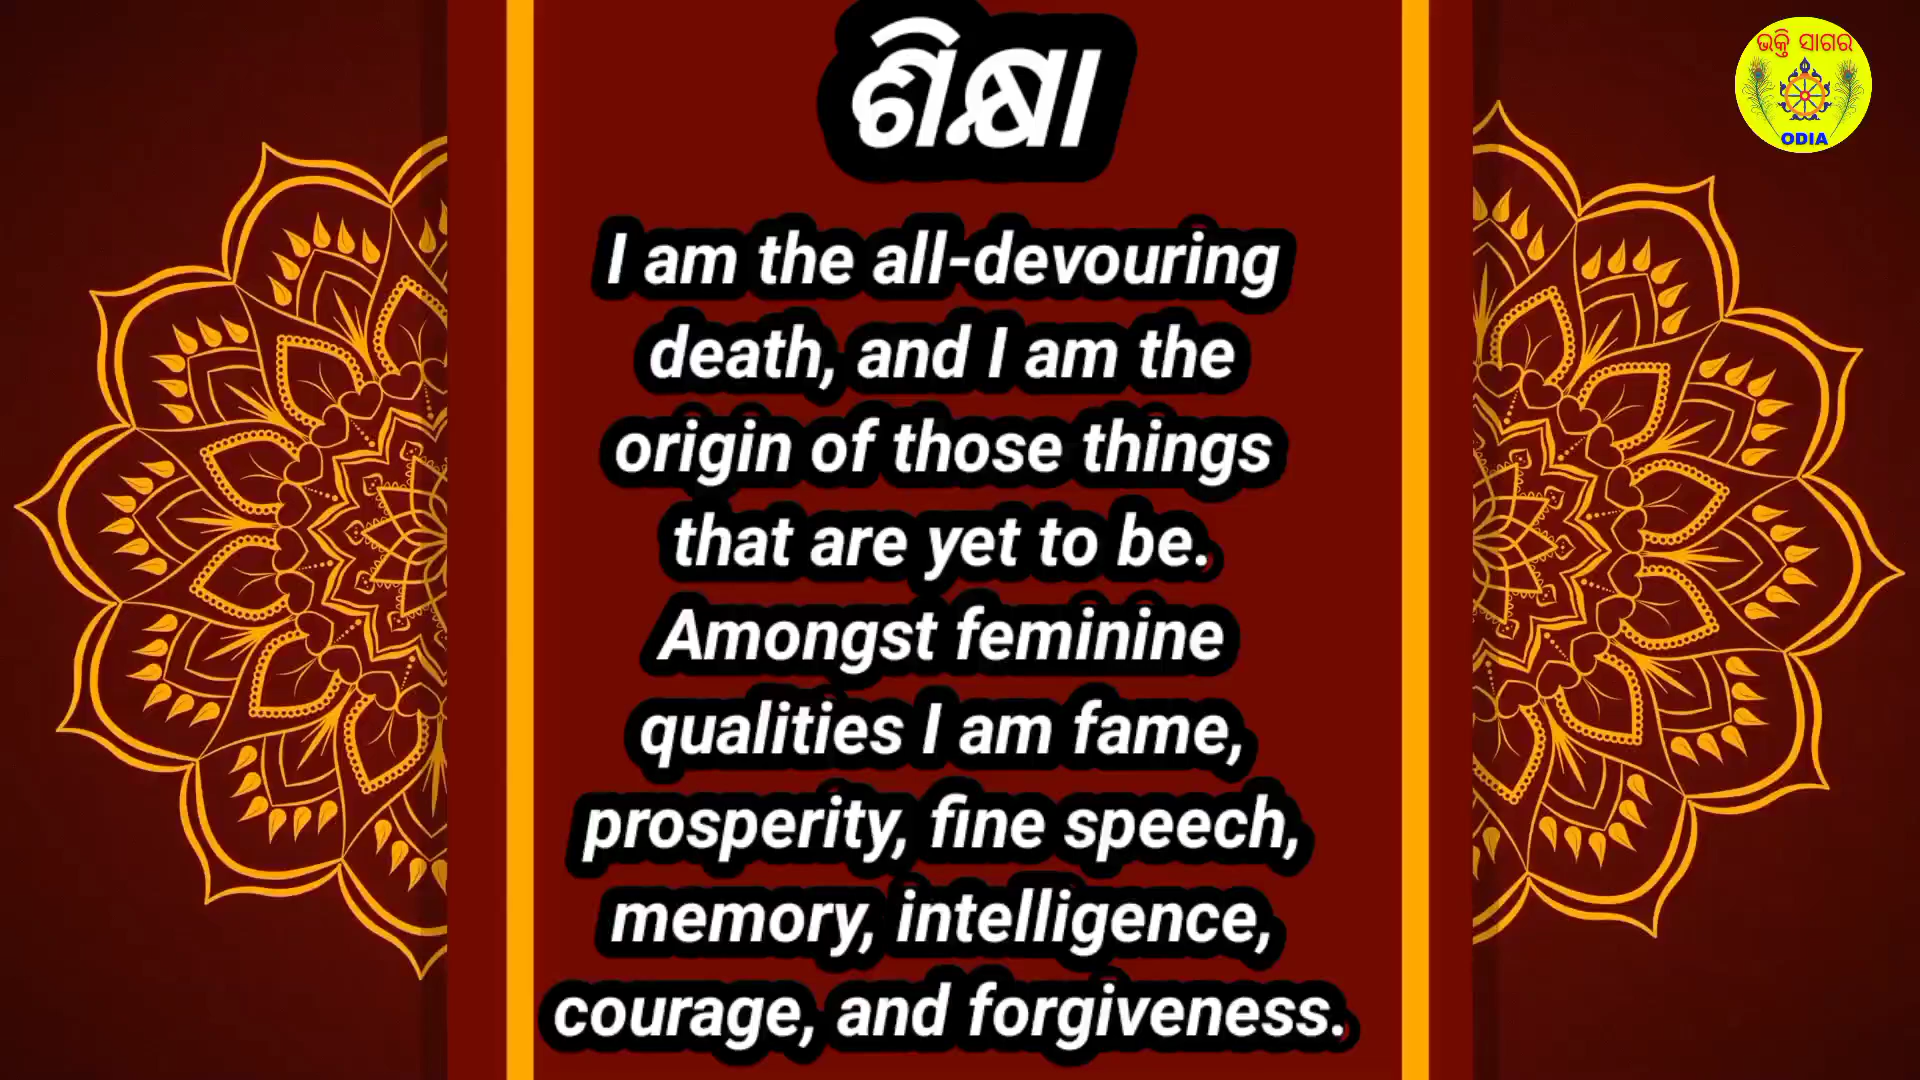 ଶିକ୍ଷା
I am the all-devouring
death, and I am the
origin of those things
that are yet to be.
Amongst feminine
qualities I am fame,
prosperity, fine speech,
memory, intelligence,
courage, and forgiveness.
ଭକ୍ତି ସାଗର
ODIA